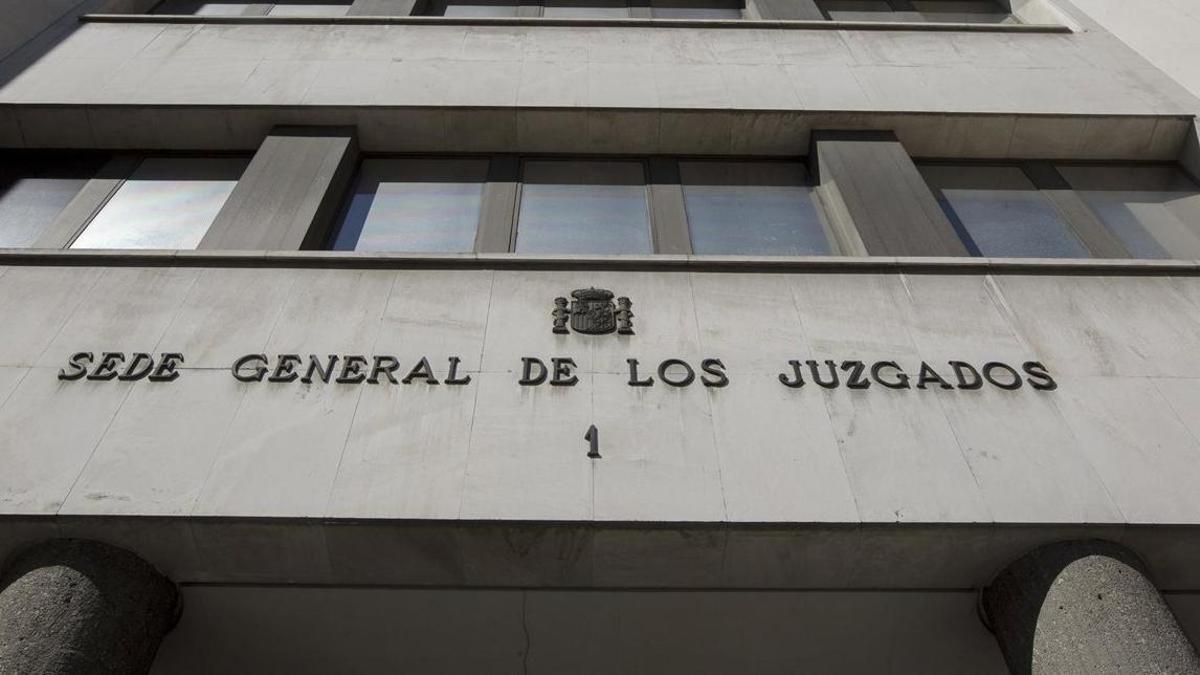 SEDE GENERAL DE LOS JUZGADOS
1